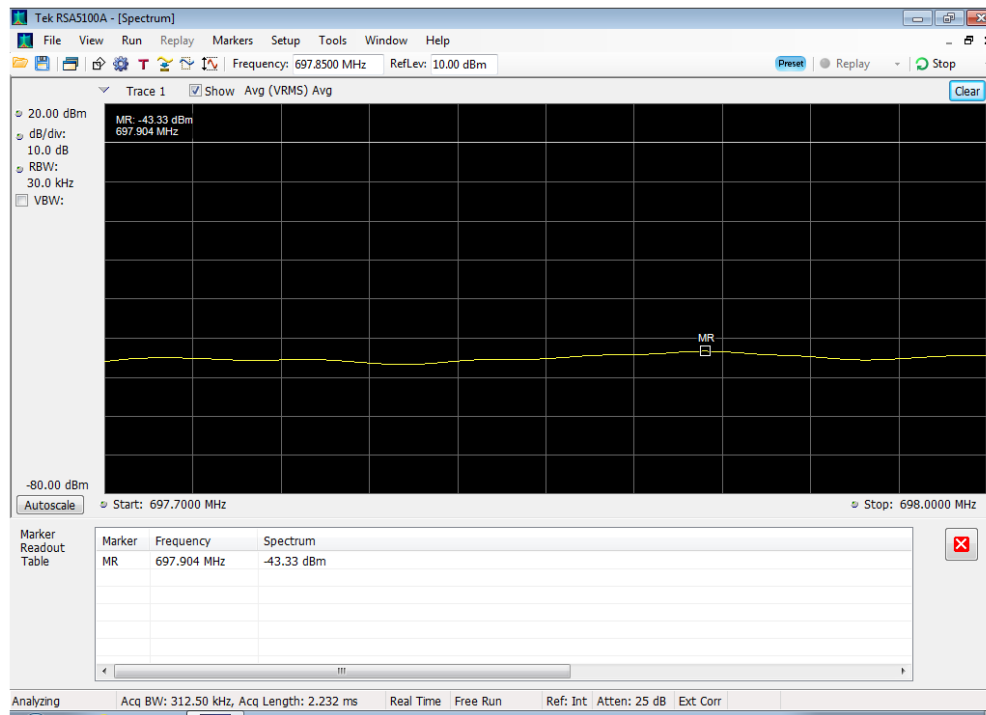 Tek RSA5100A - [Spectrum]
File View Run Replay Markers Setup Tools Window Help
T Frequency: 697.8500 MHz RefLev: 10.00 dBm Preset Replay Stop
Trace 1 Show Avg (VRMS) Avg Clear
20.00 dBm
dB/div:
10.0 dB
RBW:
30.0 kHz
VBW:
MR: -43.33 dBm
697.904 MHz
MR
-80.00 dBm
Autoscale Start: 697.7000 MHz Stop: 698.0000 MHz
Marker
Readout
Table
Marker Frequency Spectrum
MR 697.904 MHz -43.33 dBm
Analyzing Acq BW: 312.50 kHz, Acq Length: 2.232 ms Real Time Free Run Ref: Int Atten: 25 dB Ext Corr